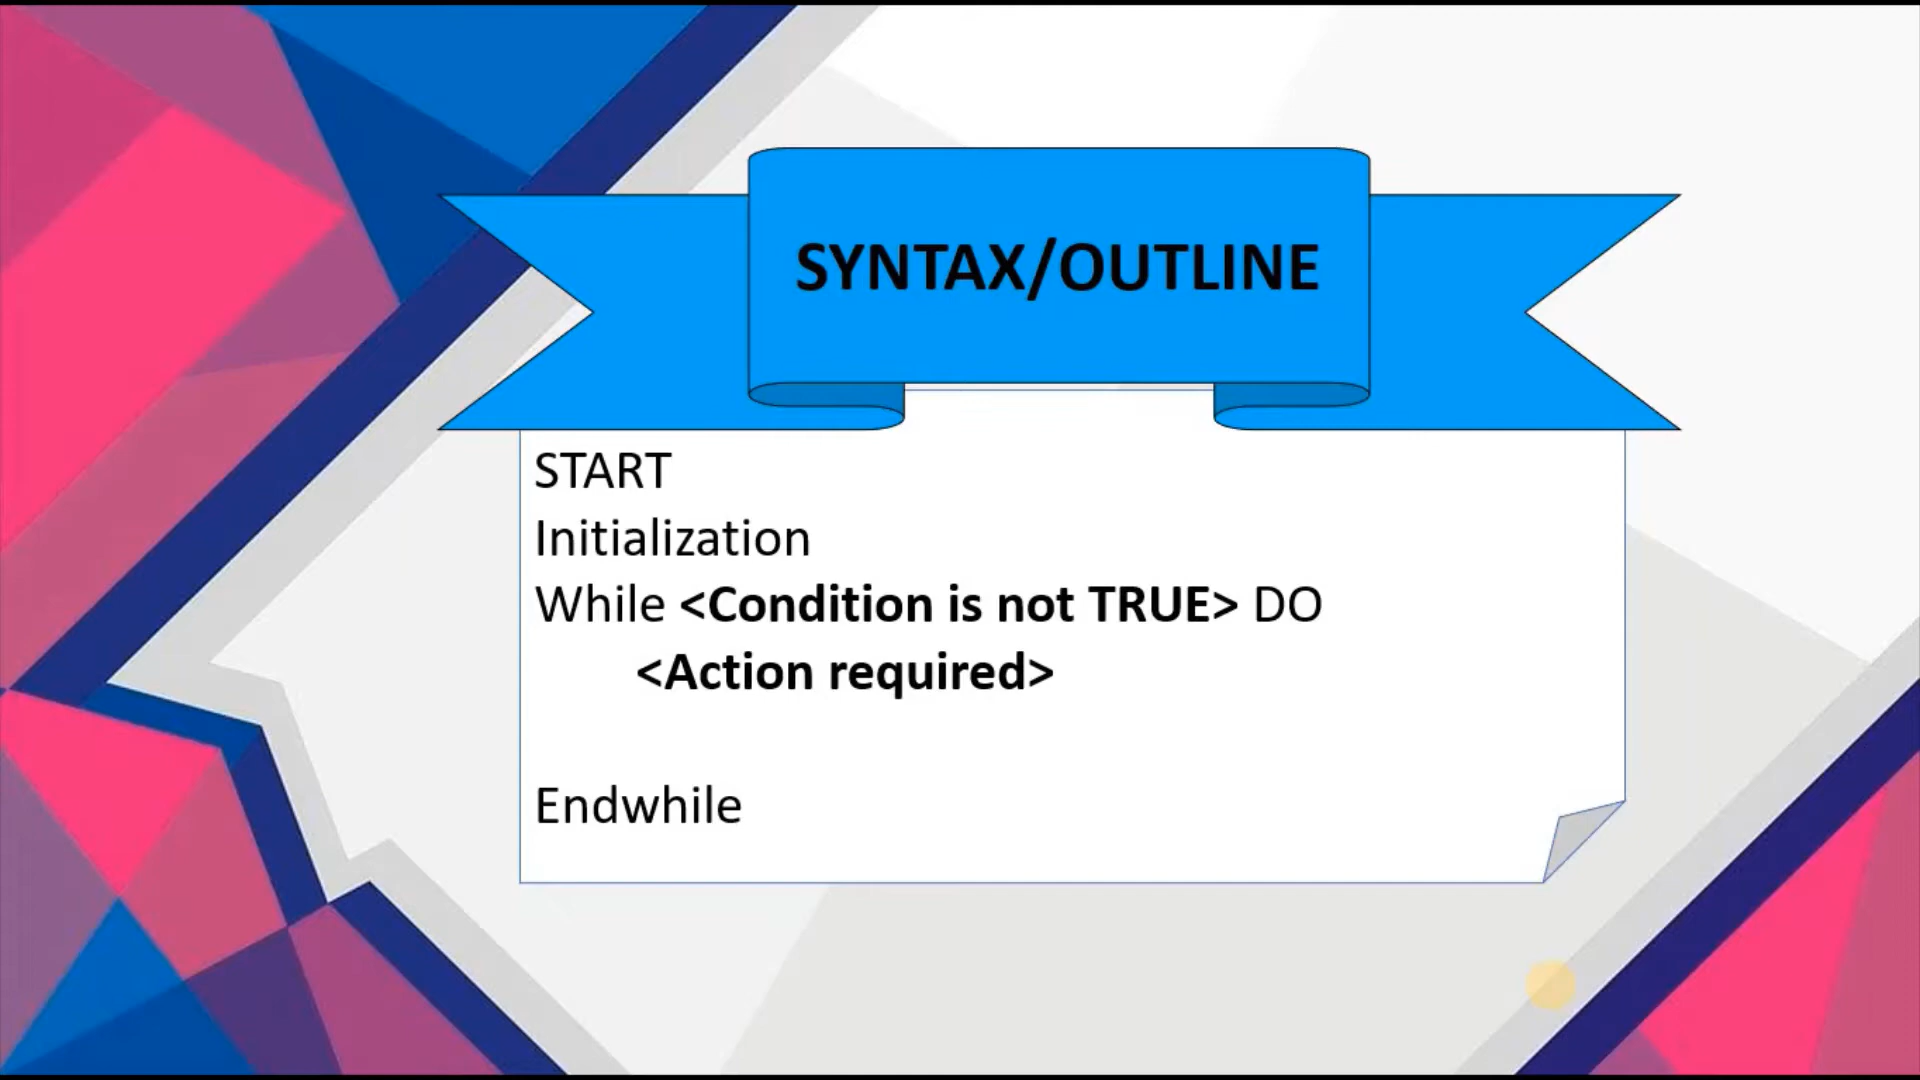 SYNTAX/OUTLINE
START
Initialization
While <Condition is not TRUE> DO
<Action required>
Endwhile